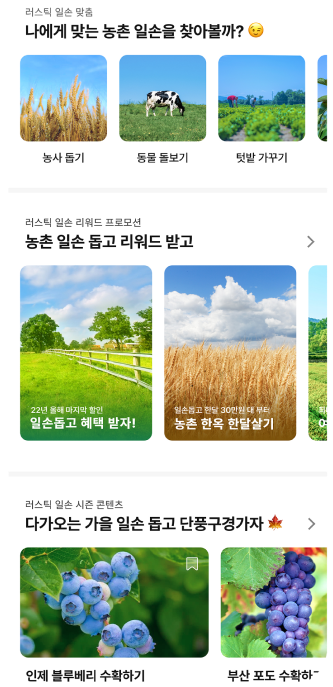 러스틱 일손 맞춤
나에게 맞는 농촌 일손을 찾아볼까? 😉
농사 돕기
동물 돌보기
텃밭 가꾸기
러스틱 일손 리워드 프로모션
농촌 일손 돕고 리워드 받고
22년 올해 마지막 할인
일손돕고 혜택 받자!
일손돕고 한달 30만원 대 부터
농촌 한옥 한달살기
러스틱 일손 시즌 콘텐츠
다가오는 가을 일손 돕고 단풍구경가자 🍁
인제 블루베리 수확하기
부산 포도 수확하~